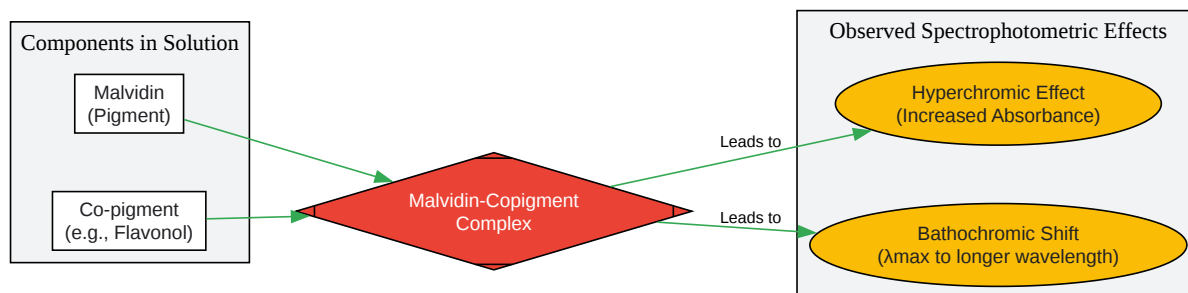 Components in Solution
Malvidin
(Pigment)
Co-pigment
(e.g., Flavonol)
Malvidin-Copigment
Complex
Leads to
Leads to
Observed Spectrophotometric Effects
Hyperchromic Effect
(Increased Absorbance)
Bathochromic Shift
(λmax to longer wavelength)